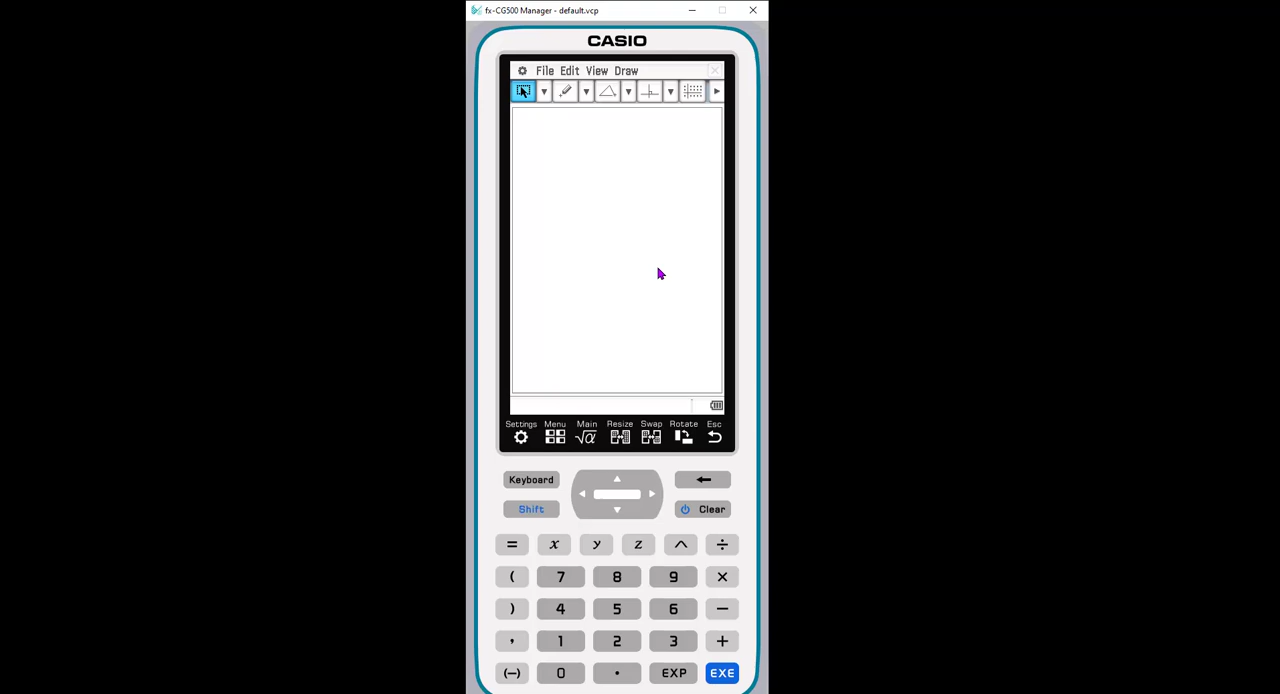 fx-CG500 Manager - default.vcp
CASIO
File Edit View Draw
Settings Menu Main Resize Swap Rotate Esc
√α
Keyboard
Shift Clear
= x y z ^ ÷
( 7 8 9 ×
) 4 5 6 −
, 1 2 3 +
(−) 0 · EXP EXE